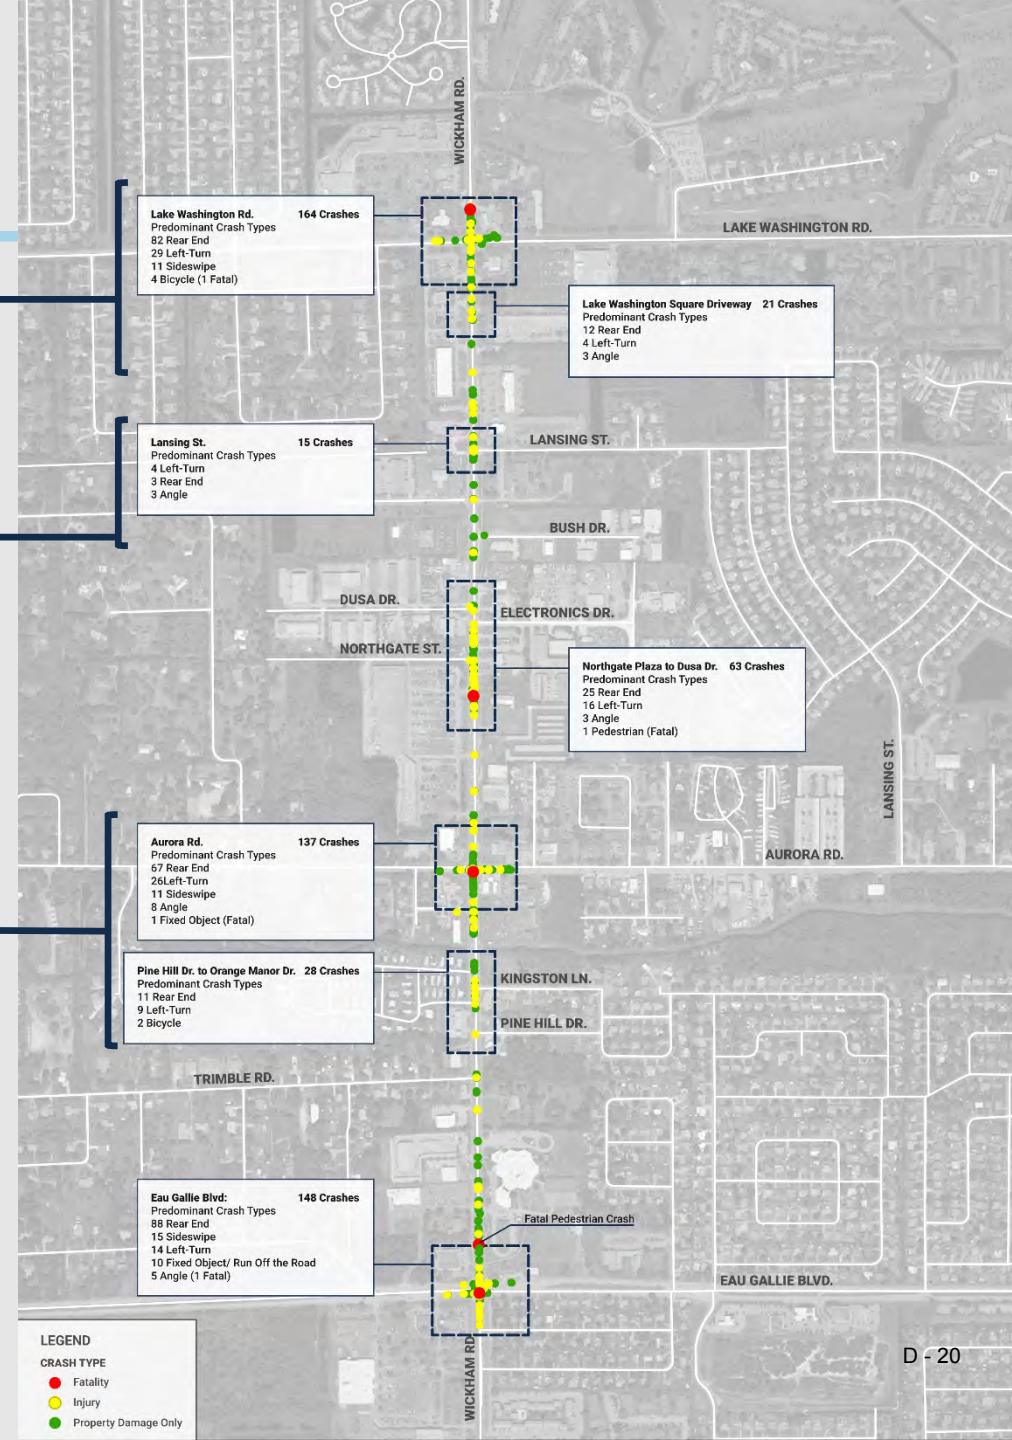 WICKHAM RD.
Lake Washington Rd. 164 Crashes
Predominant Crash Types
82 Rear End
29 Left-Turn
11 Sideswipe
4 Bicycle (1 Fatal)
LAKE WASHINGTON RD.
Lake Washington Square Driveway 21 Crashes
Predominant Crash Types
12 Rear End
4 Left-Turn
3 Angle
Lansing St. 15 Crashes
Predominant Crash Types
4 Left-Turn
3 Rear End
3 Angle
LANSING ST.
BUSH DR.
DUSA DR.
ELECTRONICS DR.
NORTHGATE ST.
Northgate Plaza to Dusa Dr. 63 Crashes
Predominant Crash Types
25 Rear End
16 Left-Turn
3 Angle
1 Pedestrian (Fatal)
LANSING ST.
Aurora Rd. 137 Crashes
Predominant Crash Types
67 Rear End
26Left-Turn
11 Sideswipe
8 Angle
1 Fixed Object (Fatal)
AURORA RD.
Pine Hill Dr. to Orange Manor Dr. 28 Crashes
Predominant Crash Types
11 Rear End
9 Left-Turn
2 Bicycle
KINGSTON LN.
PINE HILL DR.
TRIMBLE RD.
Eau Gallie Blvd: 148 Crashes
Predominant Crash Types
88 Rear End
15 Sideswipe
14 Left-Turn
10 Fixed Object/ Run Off the Road
5 Angle (1 Fatal)
Fatal Pedestrian Crash
EAU GALLIE BLVD.
WICKHAM RD.
LEGEND
CRASH TYPE
Fatality
Injury
Property Damage Only
D - 20